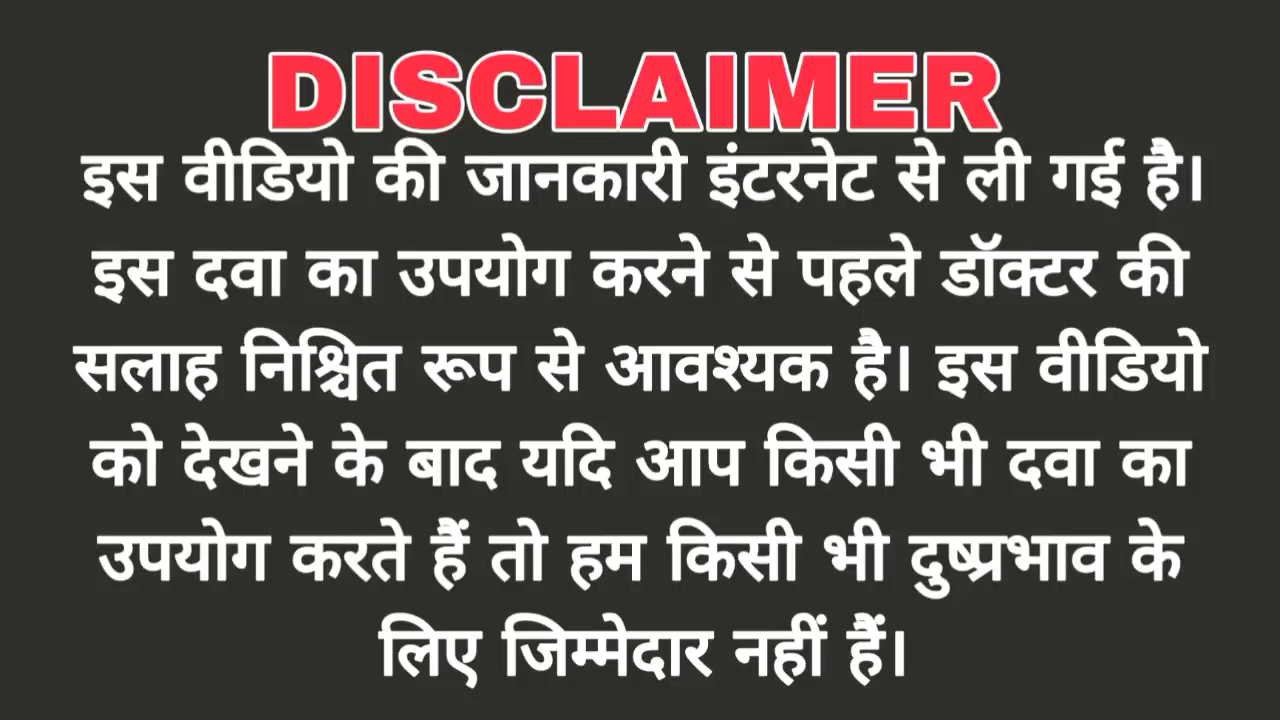 DISCLAIMER
इस वीडियो की जानकारी इंटरनेट से ली गई है।
इस दवा का उपयोग करने से पहले डॉक्टर की
सलाह निश्चित रूप से आवश्यक है। इस वीडियो
को देखने के बाद यदि आप किसी भी दवा का
उपयोग करते हैं तो हम किसी भी दुष्प्रभाव के
लिए जिम्मेदार नहीं हैं।